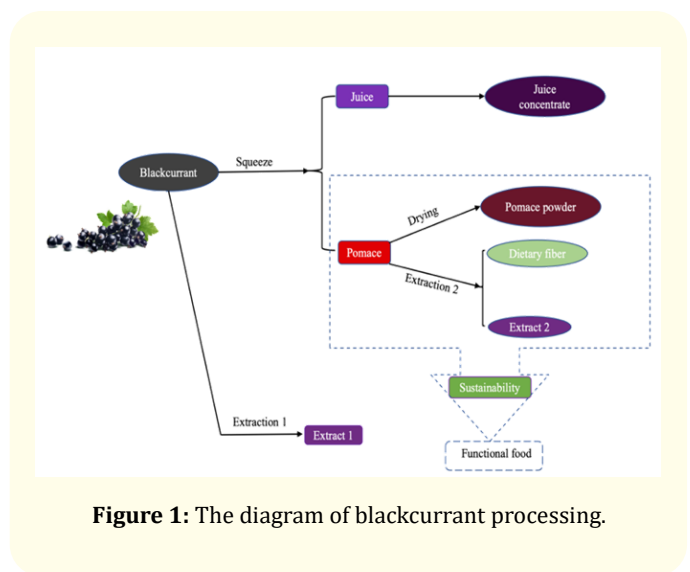 Juice
Juice
concentrate
Squeeze
Blackcurrant
Drying
Pomace powder
Pomace
Dietary fiber
Extraction 2
Extract 2
Sustainability
Extraction 1
Extract 1
Functional food
Figure 1: The diagram of blackcurrant processing.